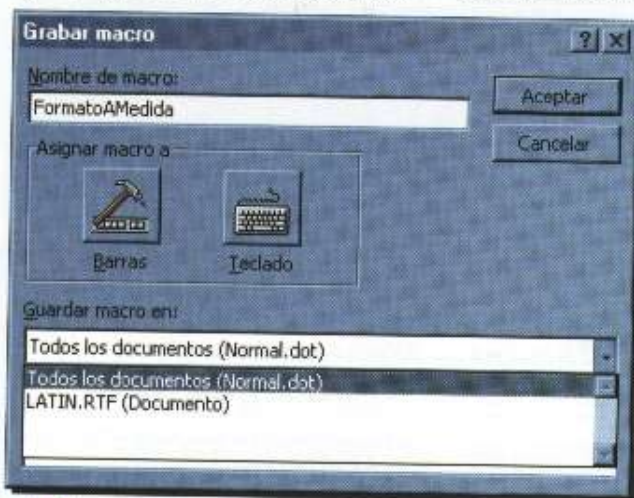 Grabar macro
Nombre de macro:
Aceptar
FormatoAMedida
Cancelar
Asignar macro a
Barras Teclado
Guardar macro en:
Todos los documentos (Normal.dot)
Todos los documentos (Normal.dot)
LATIN.RTF (Documento)